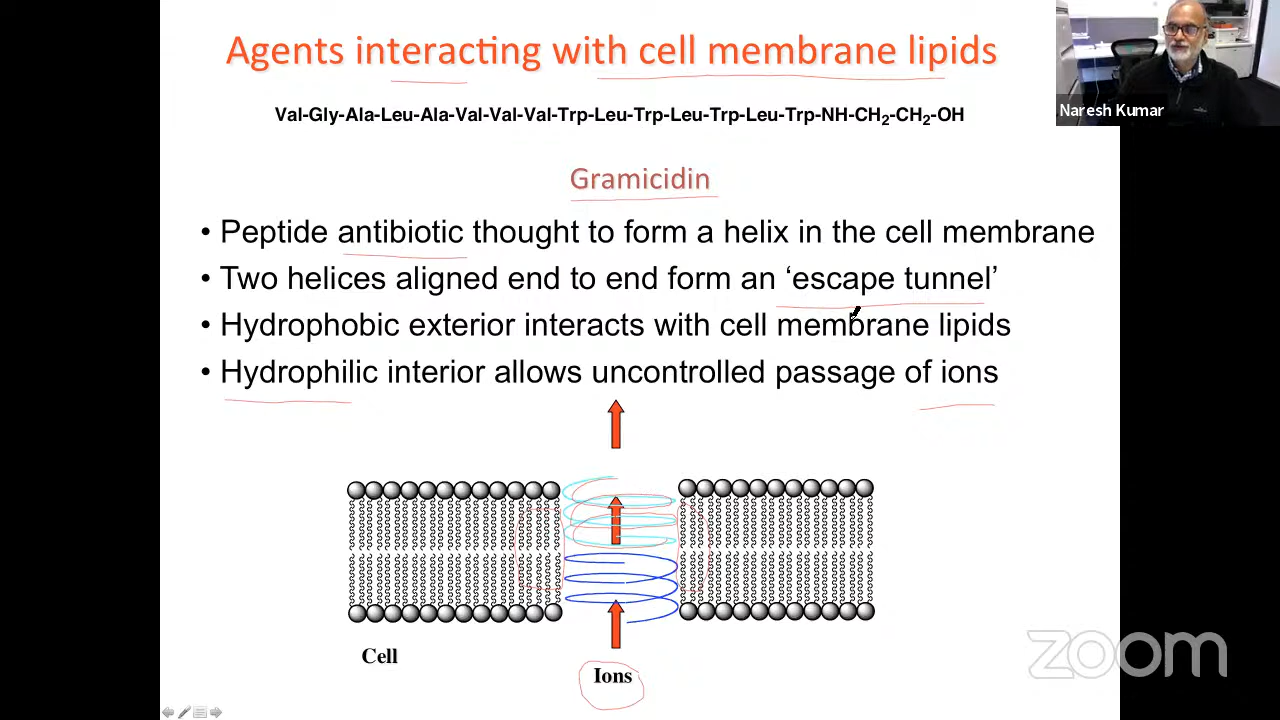 Agents interacting with cell membrane lipids
Naresh Kumar
Val-Gly-Ala-Leu-Ala-Val-Val-Val-Trp-Leu-Trp-Leu-Trp-Leu-Trp-NH-CH2-CH2-OH
Gramicidin
• Peptide antibiotic thought to form a helix in the cell membrane
• Two helices aligned end to end form an ‘escape tunnel’
• Hydrophobic exterior interacts with cell membrane lipids
• Hydrophilic interior allows uncontrolled passage of ions
Cell
Ions
zoom